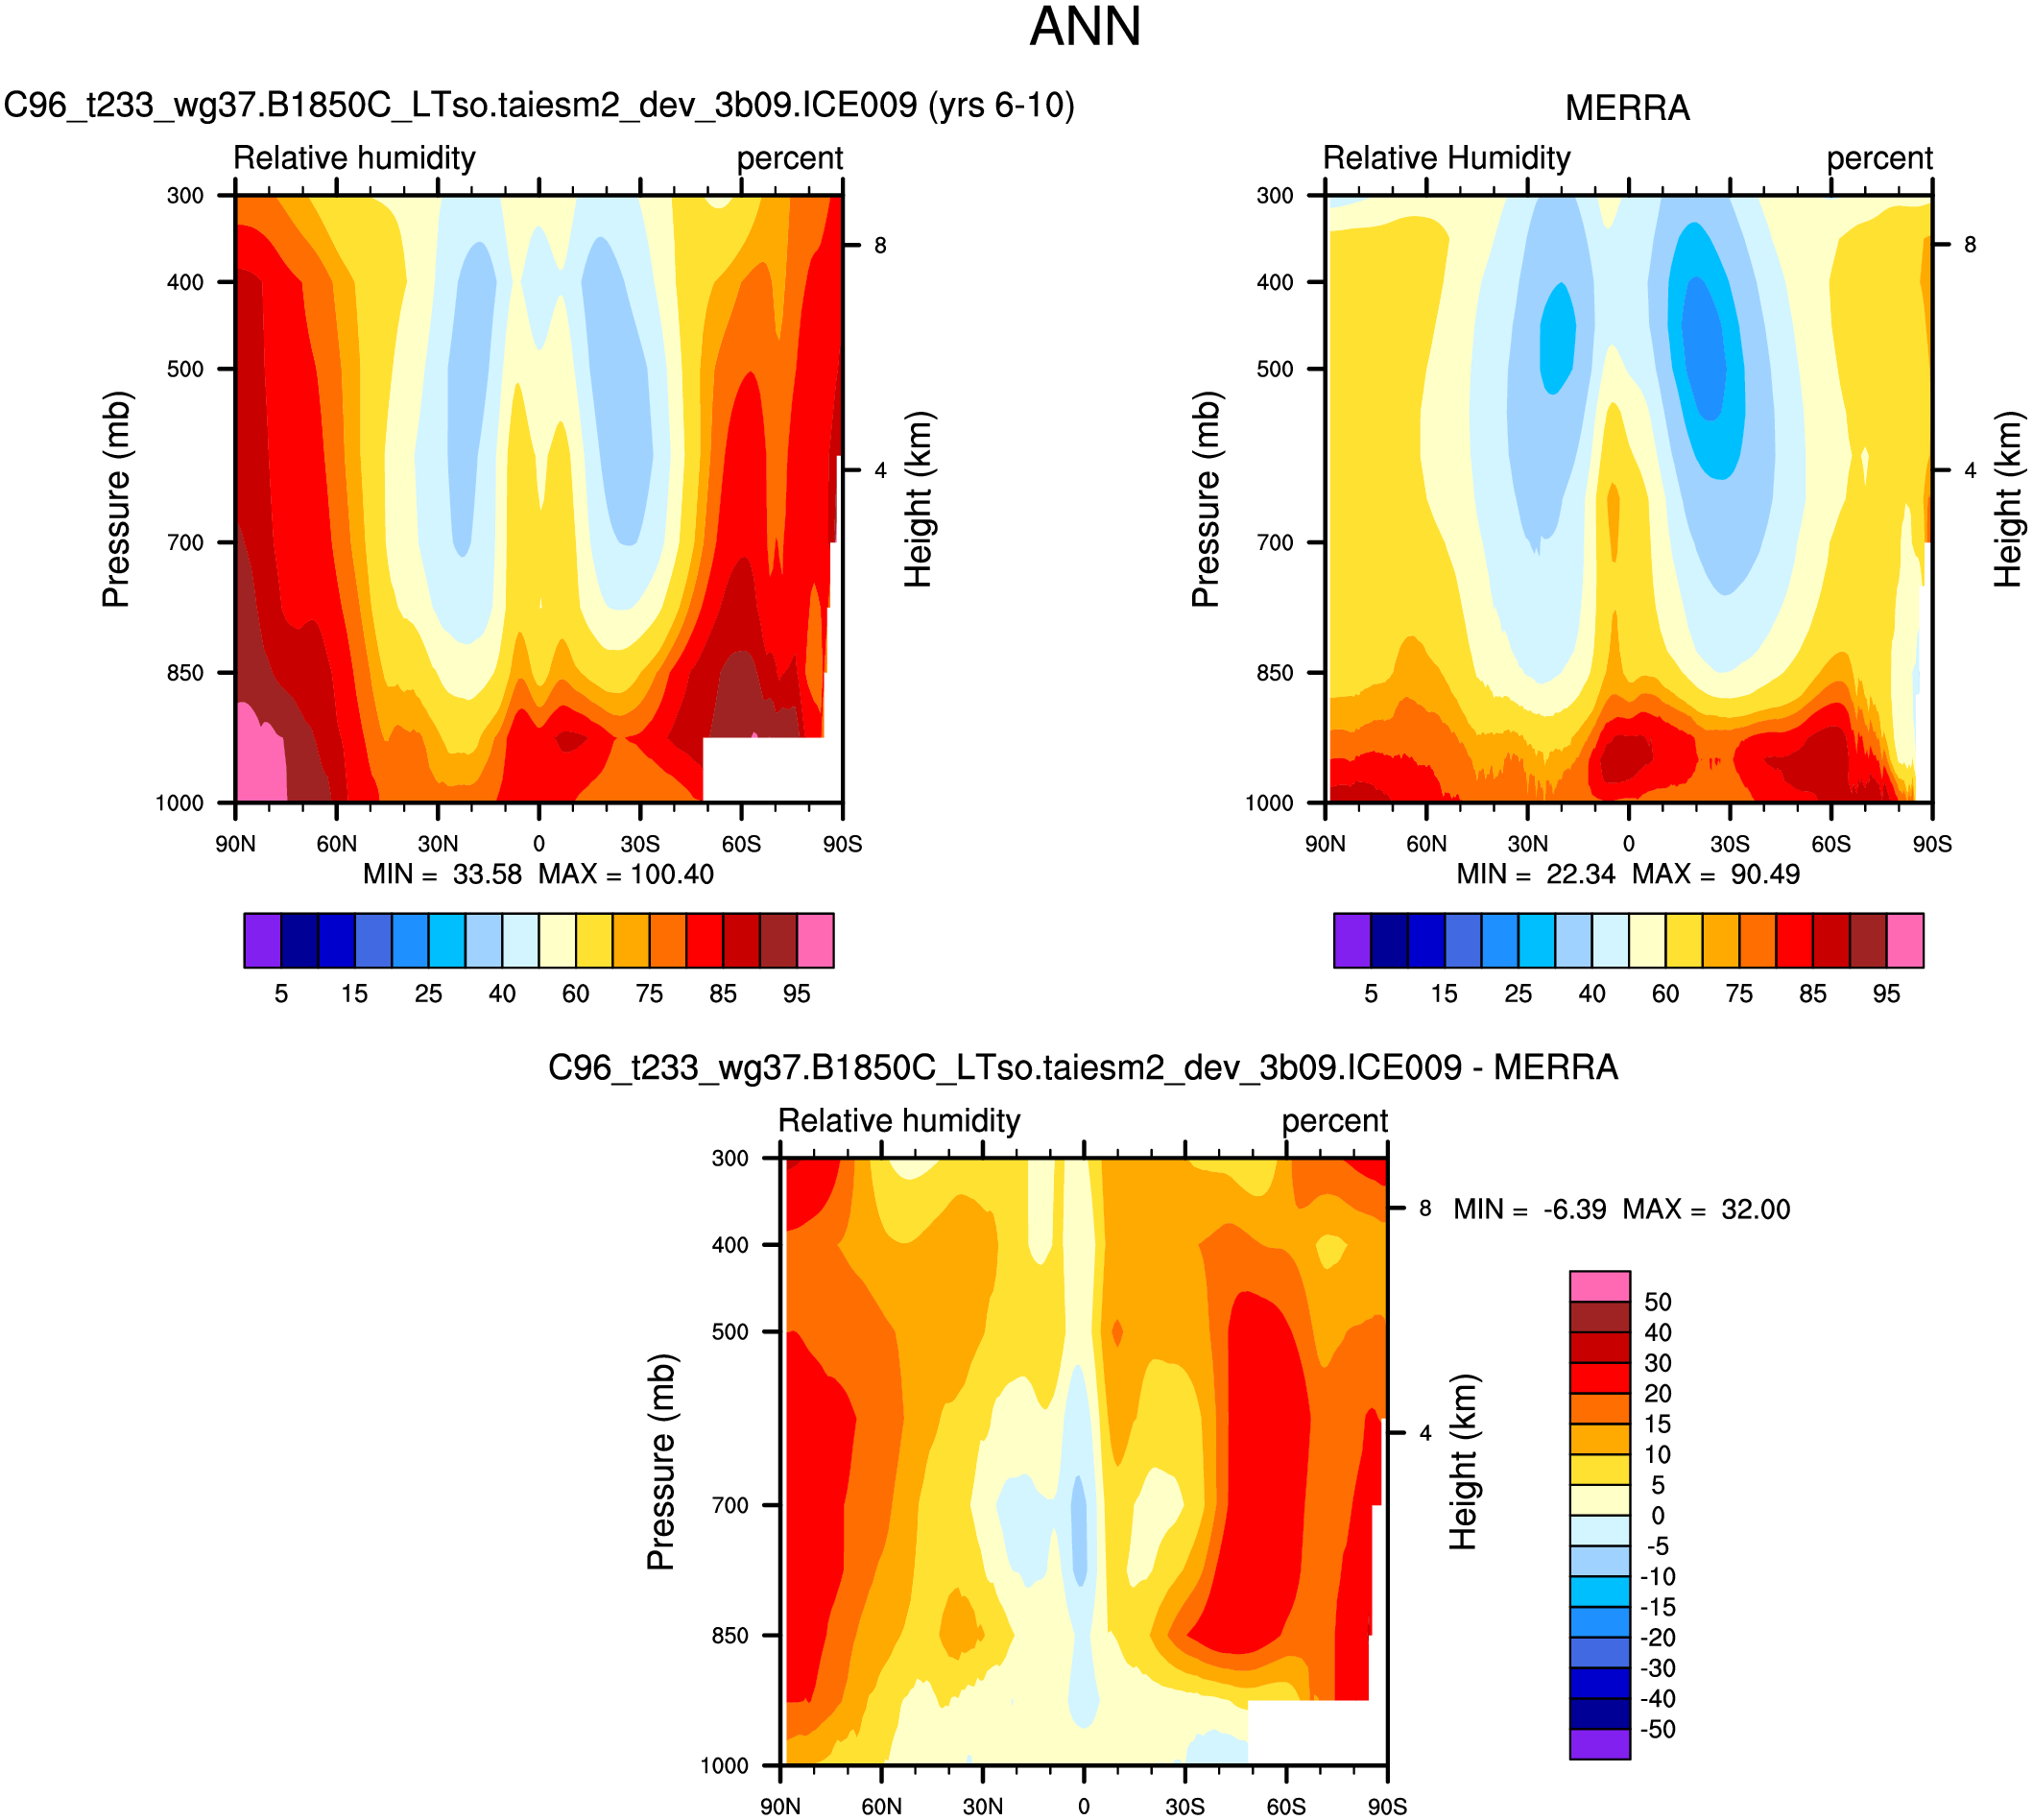 ANN
C96_t233_wg37.B1850C_LTso.taiesm2_dev_3b09.ICE009 (yrs 6-10)
Relative humidity percent
300
400
500
700
850
1000
Pressure (mb)
8
4
Height (km)
90N 60N 30N 0 30S 60S 90S
MIN = 33.58 MAX = 100.40
5 15 25 40 60 75 85 95
MERRA
Relative Humidity percent
300
400
500
700
850
1000
Pressure (mb)
8
4
Height (km)
90N 60N 30N 0 30S 60S 90S
MIN = 22.34 MAX = 90.49
5 15 25 40 60 75 85 95
C96_t233_wg37.B1850C_LTso.taiesm2_dev_3b09.ICE009 - MERRA
Relative humidity percent
300
400
500
700
850
1000
Pressure (mb)
8
4
Height (km)
90N 60N 30N 0 30S 60S 90S
MIN = -6.39 MAX = 32.00
50
40
30
20
15
10
5
0
-5
-10
-15
-20
-30
-40
-50